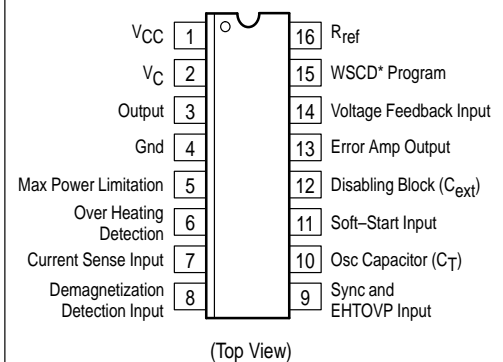 VCC 1
VC 2
Output 3
Gnd 4
Max Power Limitation 5
Over Heating
Detection 6
Current Sense Input 7
Demagnetization
Detection Input 8
16 Rref
15 WSCD* Program
14 Voltage Feedback Input
13 Error Amp Output
12 Disabling Block (Cext)
11 Soft–Start Input
10 Osc Capacitor (CT)
9 Sync and
EHTOVP Input
(Top View)